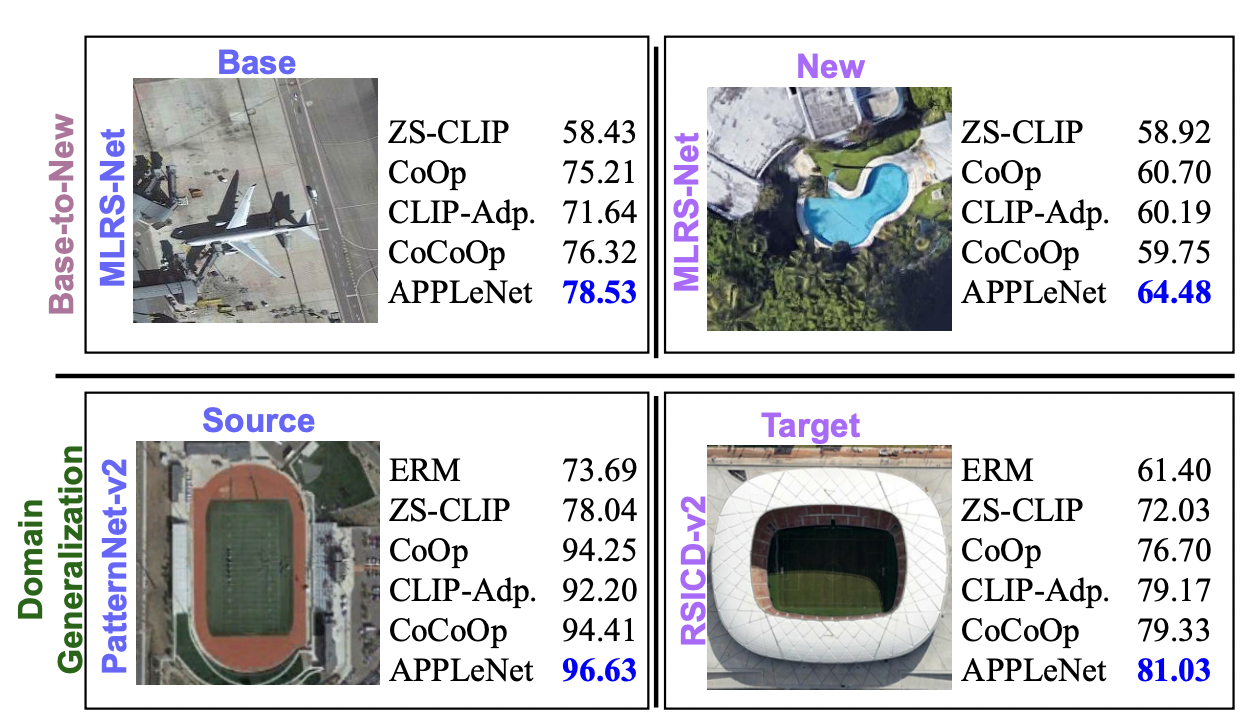 Base-to-New
Base
MLRS-Net
ZS-CLIP 58.43
CoOp 75.21
CLIP-Adp. 71.64
CoCoOp 76.32
APPLeNet 78.53
New
MLRS-Net
ZS-CLIP 58.92
CoOp 60.70
CLIP-Adp. 60.19
CoCoOp 59.75
APPLeNet 64.48
Domain
Generalization
Source
PatternNet-v2
ERM 73.69
ZS-CLIP 78.04
CoOp 94.25
CLIP-Adp. 92.20
CoCoOp 94.41
APPLeNet 96.63
Target
RSICD-v2
ERM 61.40
ZS-CLIP 72.03
CoOp 76.70
CLIP-Adp. 79.17
CoCoOp 79.33
APPLeNet 81.03